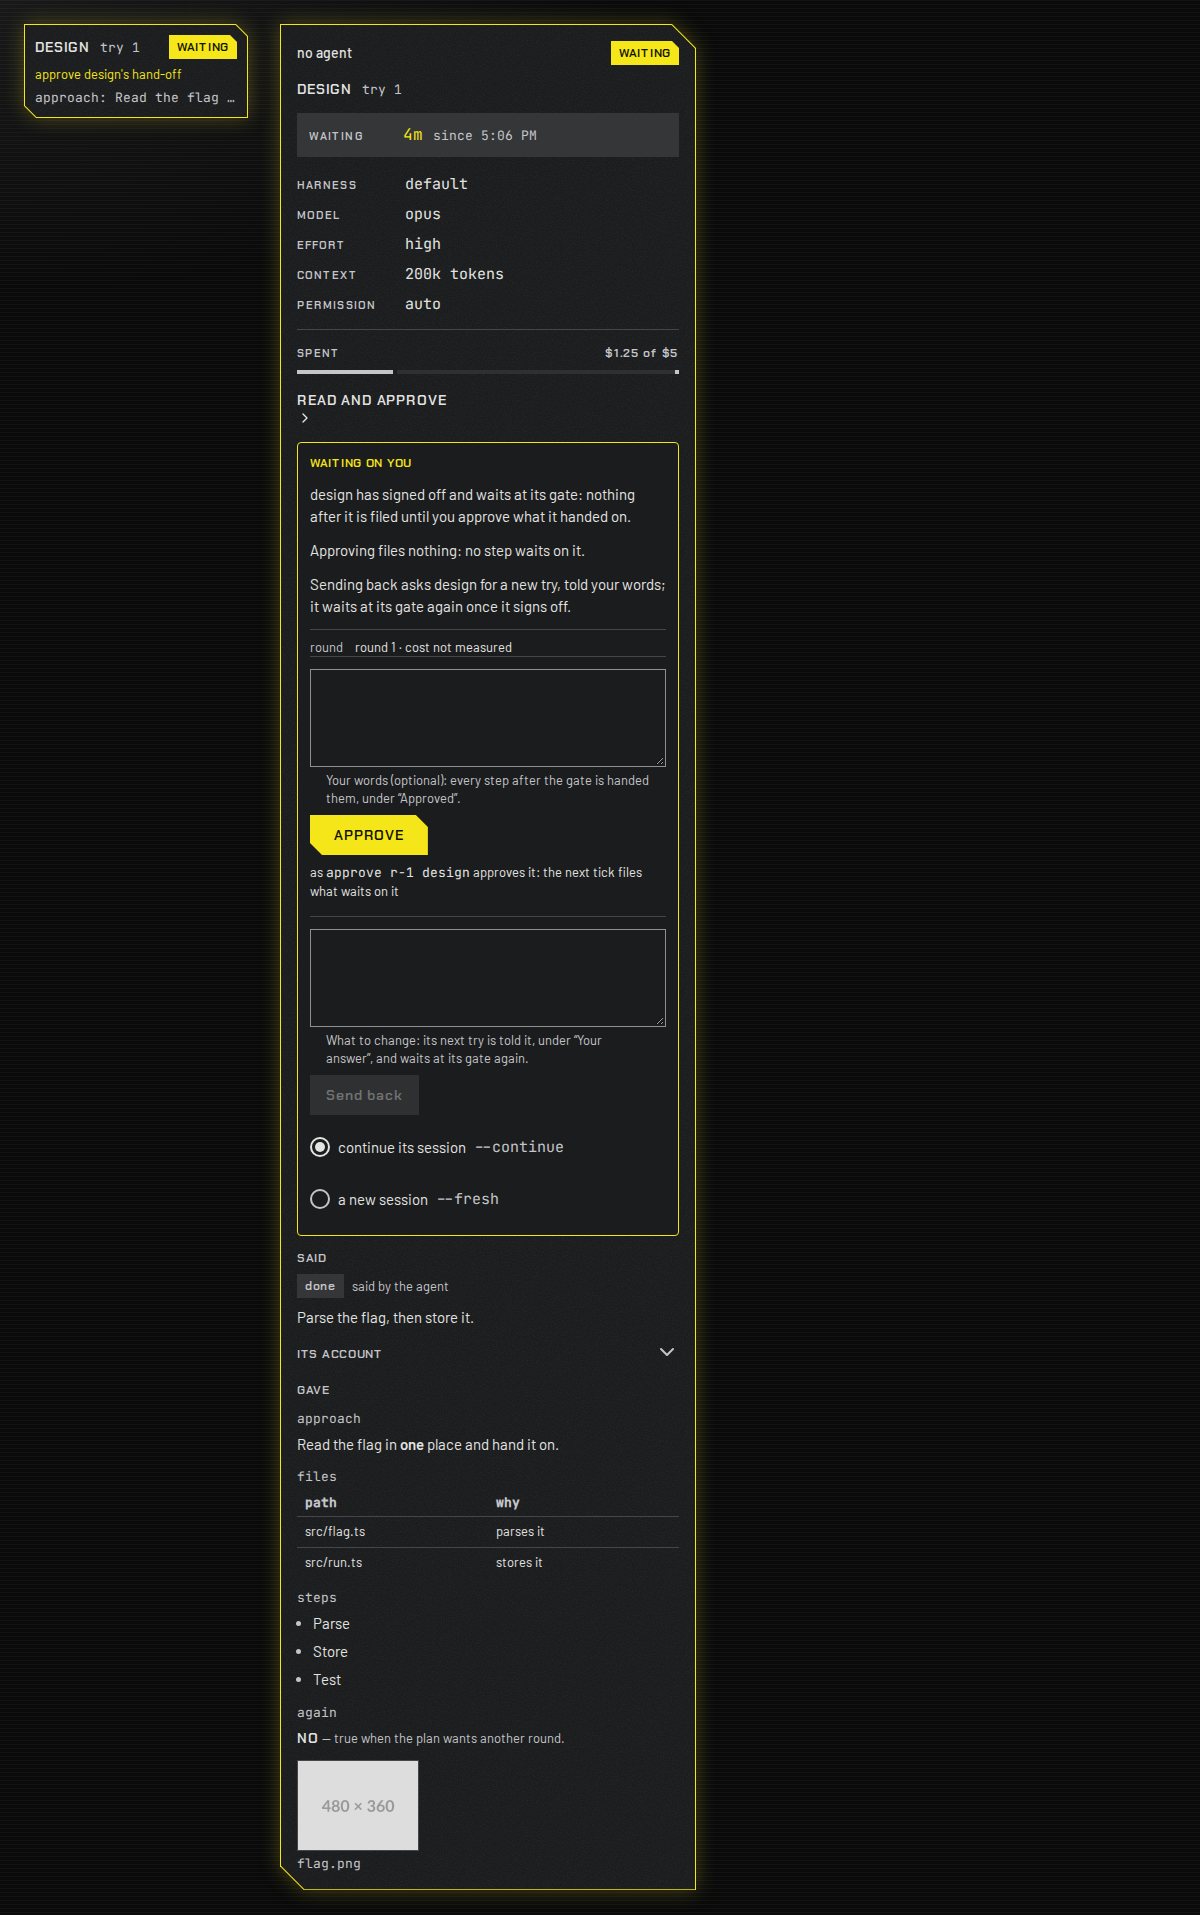 DESIGN try 1 WAITING
approve design's hand-off
approach: Read the flag …
no agent WAITING
DESIGN try 1
WAITING 4m since 5:06 PM
HARNESS default
MODEL opus
EFFORT high
CONTEXT 200k tokens
PERMISSION auto
SPENT $1.25 of $5
READ AND APPROVE
WAITING ON YOU
design has signed off and waits at its gate: nothing
after it is filed until you approve what it handed on.
Approving files nothing: no step waits on it.
Sending back asks design for a new try, told your words;
it waits at its gate again once it signs off.
round round 1 · cost not measured
Your words (optional): every step after the gate is handed
them, under “Approved”.
APPROVE
as approve r-1 design approves it: the next tick files
what waits on it
What to change: its next try is told it, under “Your
answer”, and waits at its gate again.
Send back
continue its session --continue
a new session --fresh
SAID
done said by the agent
Parse the flag, then store it.
ITS ACCOUNT
GAVE
approach
Read the flag in one place and hand it on.
files
path why
src/flag.ts parses it
src/run.ts stores it
steps
• Parse
• Store
• Test
again
NO — true when the plan wants another round.
480 × 360
flag.png